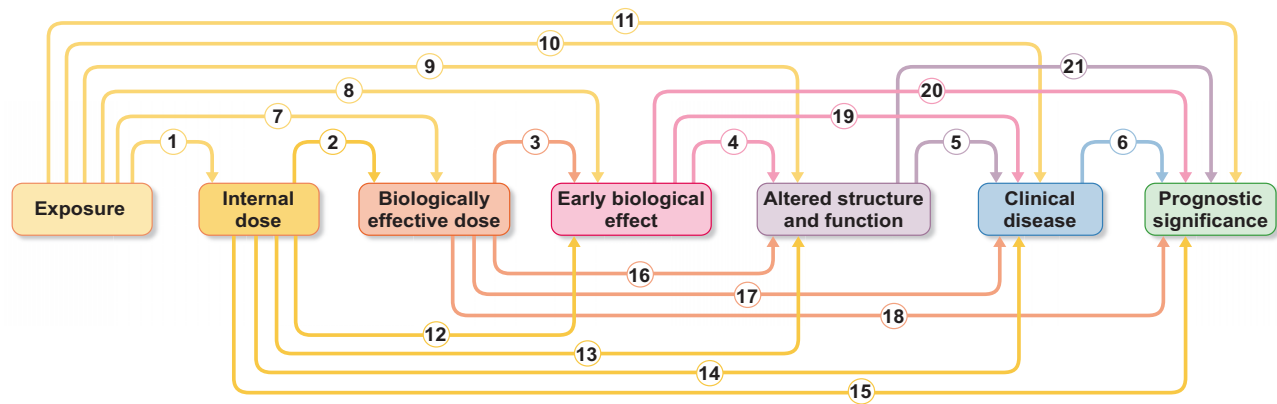 11
10
9
21
8
20
7
19
1
2
3
4
5
6
Exposure
Internal
dose
Biologically
effective dose
Early biological
effect
Altered structure
and function
Clinical
disease
Prognostic
significance
16
17
18
12
13
14
15